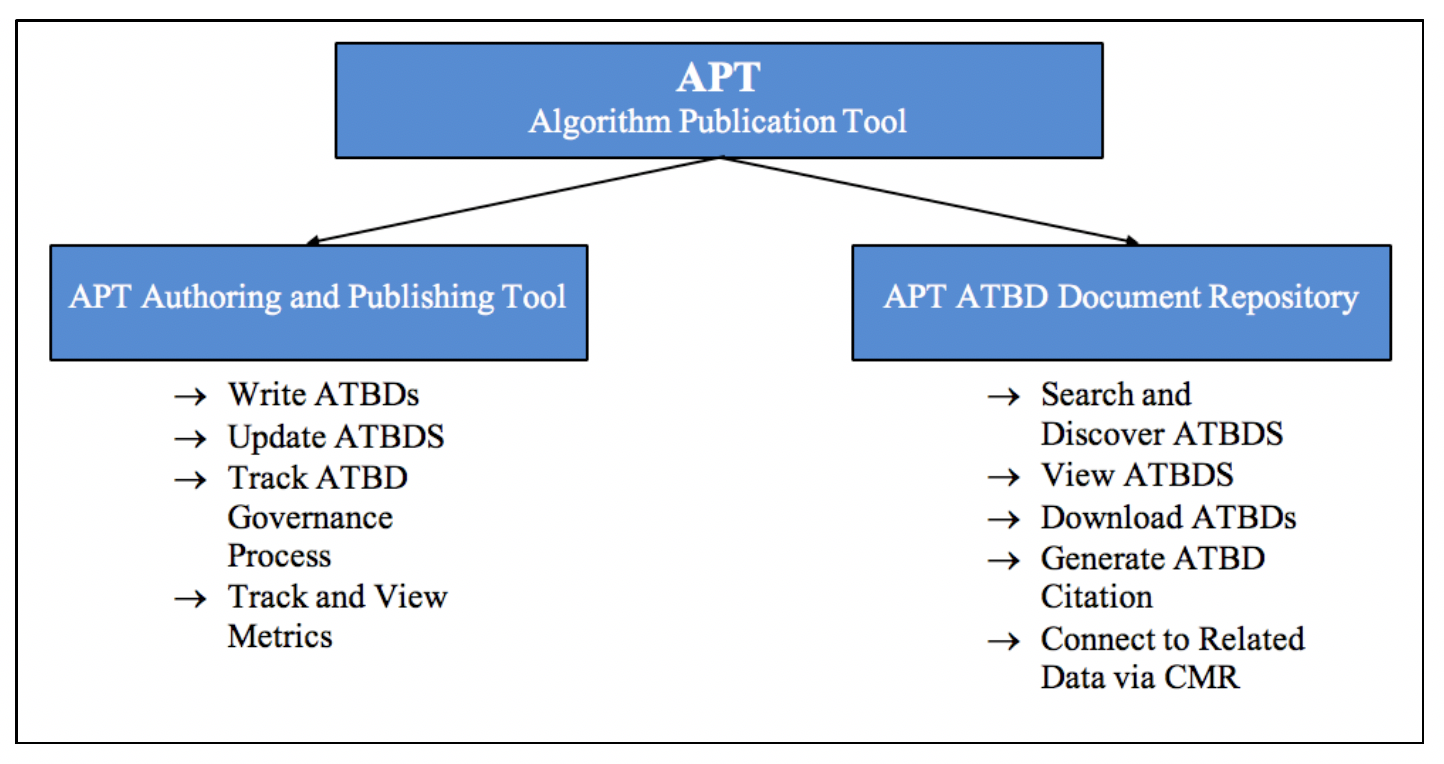 APT
Algorithm Publication Tool
APT Authoring and Publishing Tool
→ Write ATBDs
→ Update ATBDS
→ Track ATBD
Governance
Process
→ Track and View
Metrics
APT ATBD Document Repository
→ Search and
Discover ATBDS
→ View ATBDS
→ Download ATBDs
→ Generate ATBD
Citation
→ Connect to Related
Data via CMR